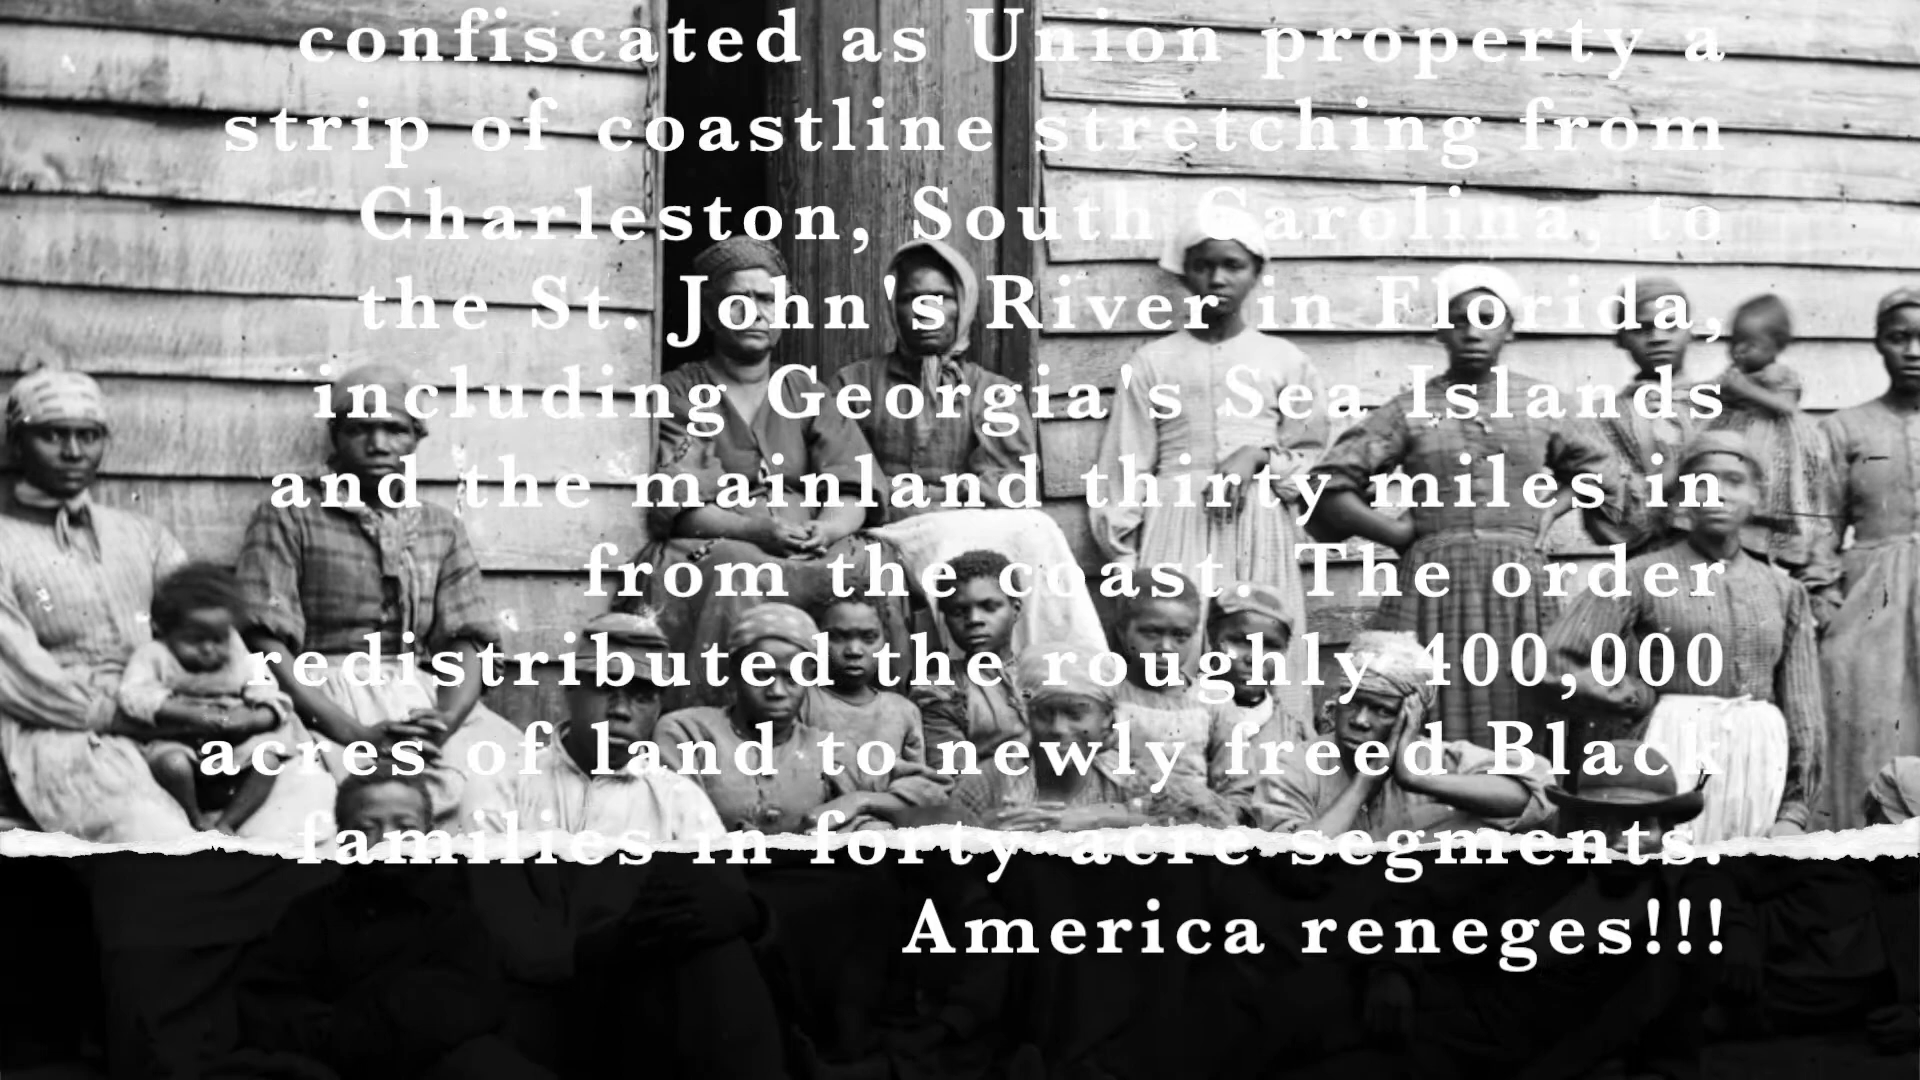 confiscated as Union property a
strip of coastline stretching from
Charleston, South Carolina, to
the St. John's River in Florida,
including Georgia's Sea Islands
and the mainland thirty miles in
from the coast. The order
redistributed the roughly 400,000
acres of land to newly freed Black
families in forty-acre segments.
America reneges!!!